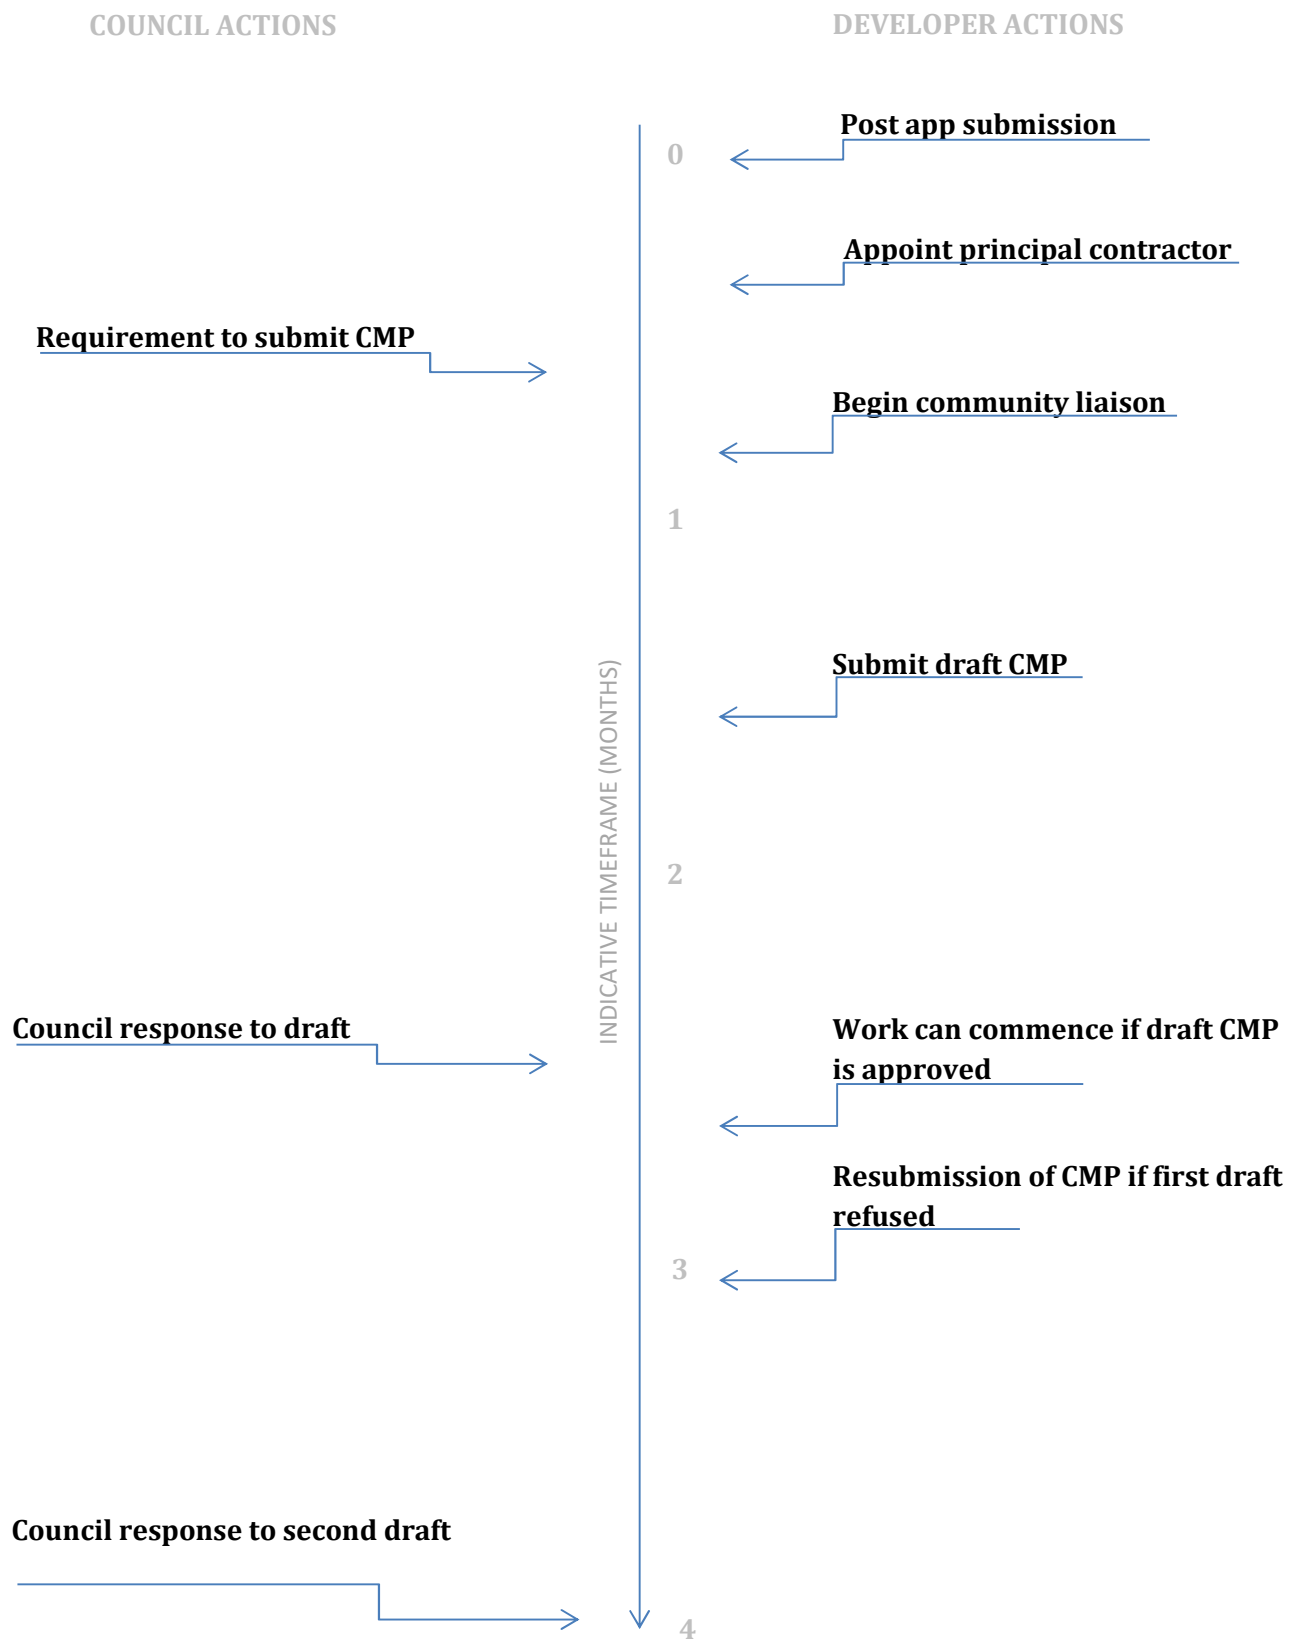 COUNCIL ACTIONS
DEVELOPER ACTIONS
Post app submission
0
Appoint principal contractor
Requirement to submit CMP
Begin community liaison
1
Submit draft CMP
INDICATIVE TIMEFRAME (MONTHS)
2
Council response to draft
Work can commence if draft CMP
is approved
Resubmission of CMP if first draft
refused
3
Council response to second draft
4